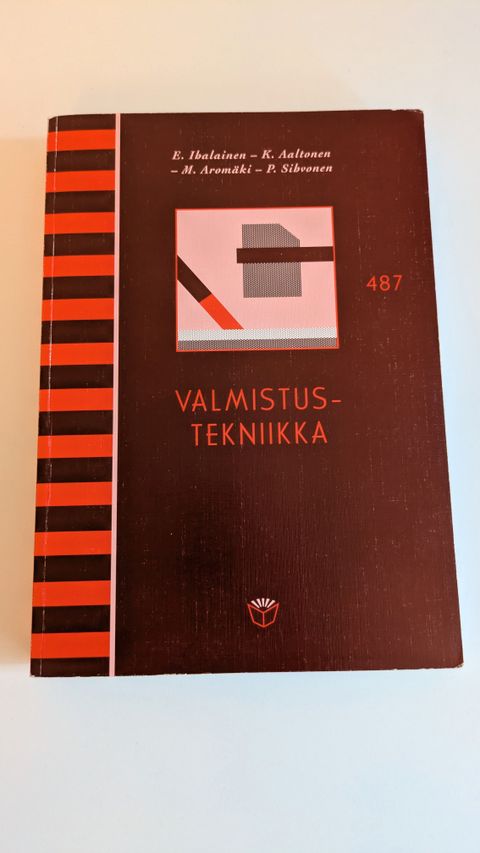 E. Ihalainen – K. Aaltonen
– M. Aromäki – P. Sihvonen
487
VALMISTUS-
TEKNIIKKA